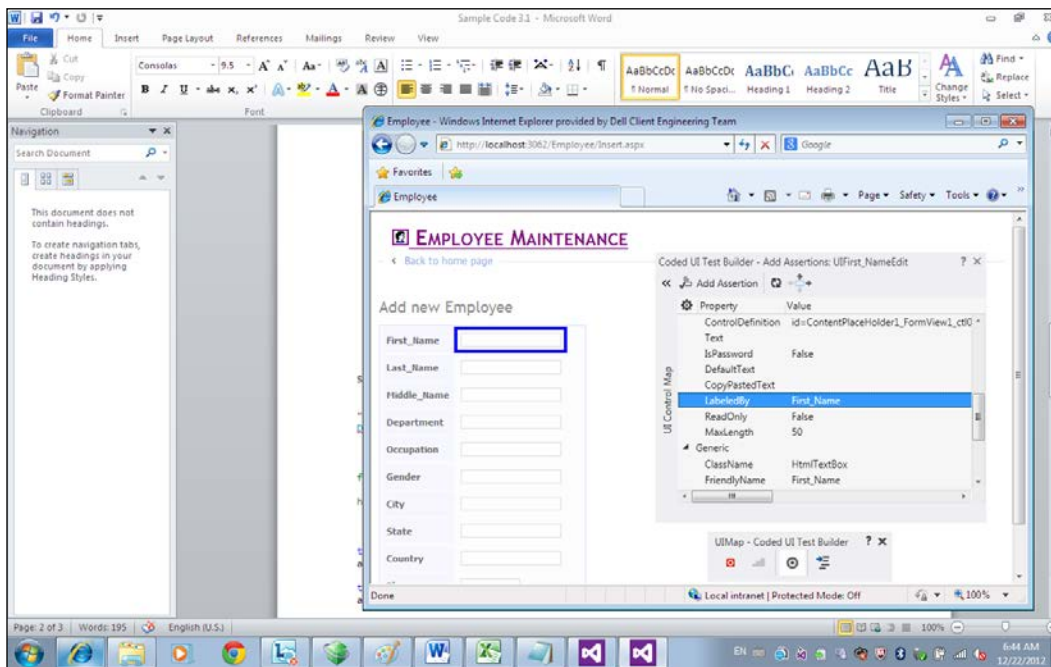 Sample Code 3.1 - Microsoft Word
File Home Insert Page Layout References Mailings Review View
Paste
Cut
Copy
Format Painter
Clipboard
Consolas 9.5
Font
AaBbCcDc AaBbCcDc AaBbC AaBbCc AaB
¶ Normal ¶ No Spaci... Heading 1 Heading 2 Title
Change Styles
Find
Replace
Select
Navigation
Search Document
This document does not
contain headings.
To create navigation tabs,
create headings in your
document by applying
Heading Styles.
Employee - Windows Internet Explorer provided by Dell Client Engineering Team
http://localhost:3062/Employee/Insert.aspx
Google
Favorites
Employee
Page Safety Tools
EMPLOYEE MAINTENANCE
Back to home page
Add new Employee
First_Name
Last_Name
Middle_Name
Department
Occupation
Gender
City
State
Country
Coded UI Test Builder - Add Assertions: UIFirst_NameEdit
Add Assertion
UI Control Map
Property Value
ControlDefinition id=ContentPlaceHolder1_FormView1_ctl0
Text
IsPassword False
DefaultText
CopyPastedText
LabeledBy First_Name
ReadOnly False
MaxLength 50
Generic
ClassName HtmlTextBox
FriendlyName First_Name
UIMap - Coded UI Test Builder
Done
Local intranet | Protected Mode: Off
100%
Page: 2 of 3 Words: 195 English (U.S.)
100%
EN
6:44 AM
12/22/2012